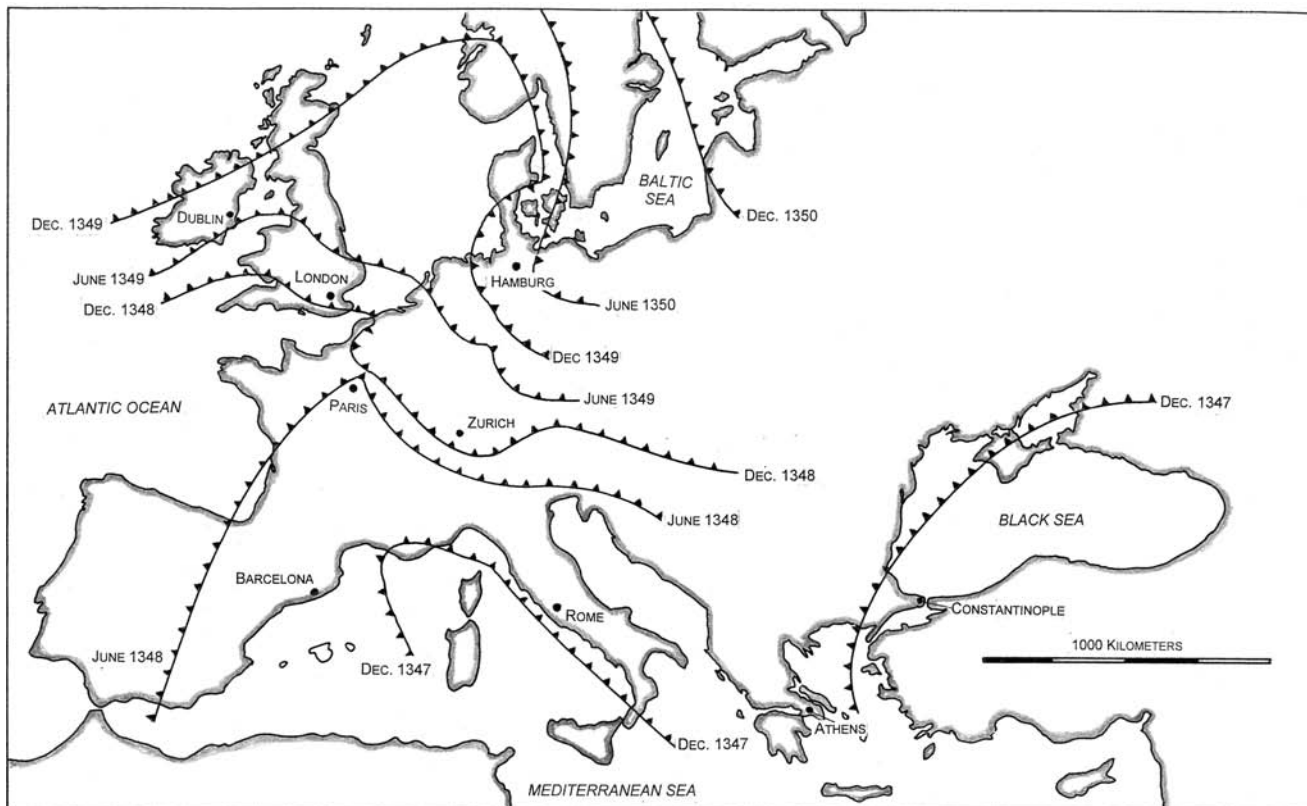 BALTIC
SEA
DEC. 1349
DUBLIN
DEC. 1350
JUNE 1349
LONDON
HAMBURG
DEC. 1348
JUNE 1350
DEC 1349
ATLANTIC OCEAN
PARIS
JUNE 1349
DEC. 1347
ZURICH
DEC. 1348
JUNE 1348
BLACK SEA
BARCELONA
ROME
CONSTANTINOPLE
JUNE 1348
DEC. 1347
1000 KILOMETERS
ATHENS
DEC. 1347
MEDITERRANEAN SEA